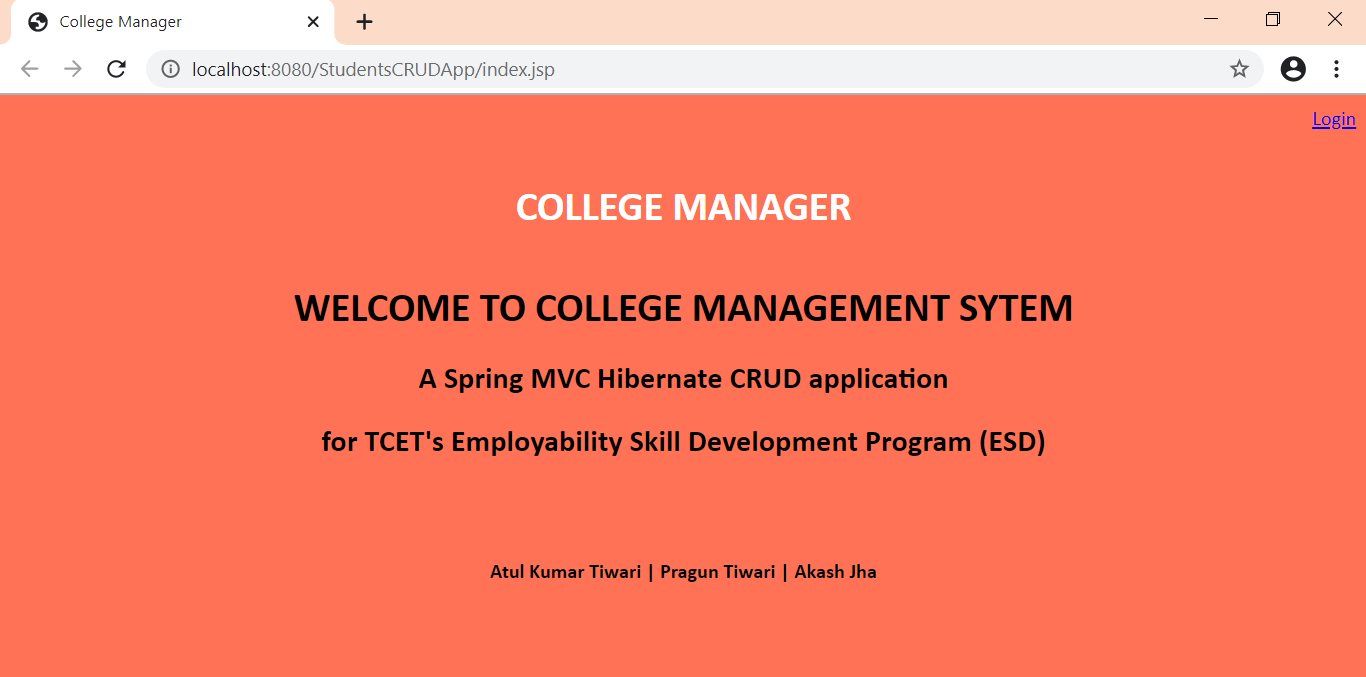 College Manager
localhost:8080/StudentsCRUDApp/index.jsp
Login
COLLEGE MANAGER
WELCOME TO COLLEGE MANAGEMENT SYTEM
A Spring MVC Hibernate CRUD application
for TCET's Employability Skill Development Program (ESD)
Atul Kumar Tiwari | Pragun Tiwari | Akash Jha